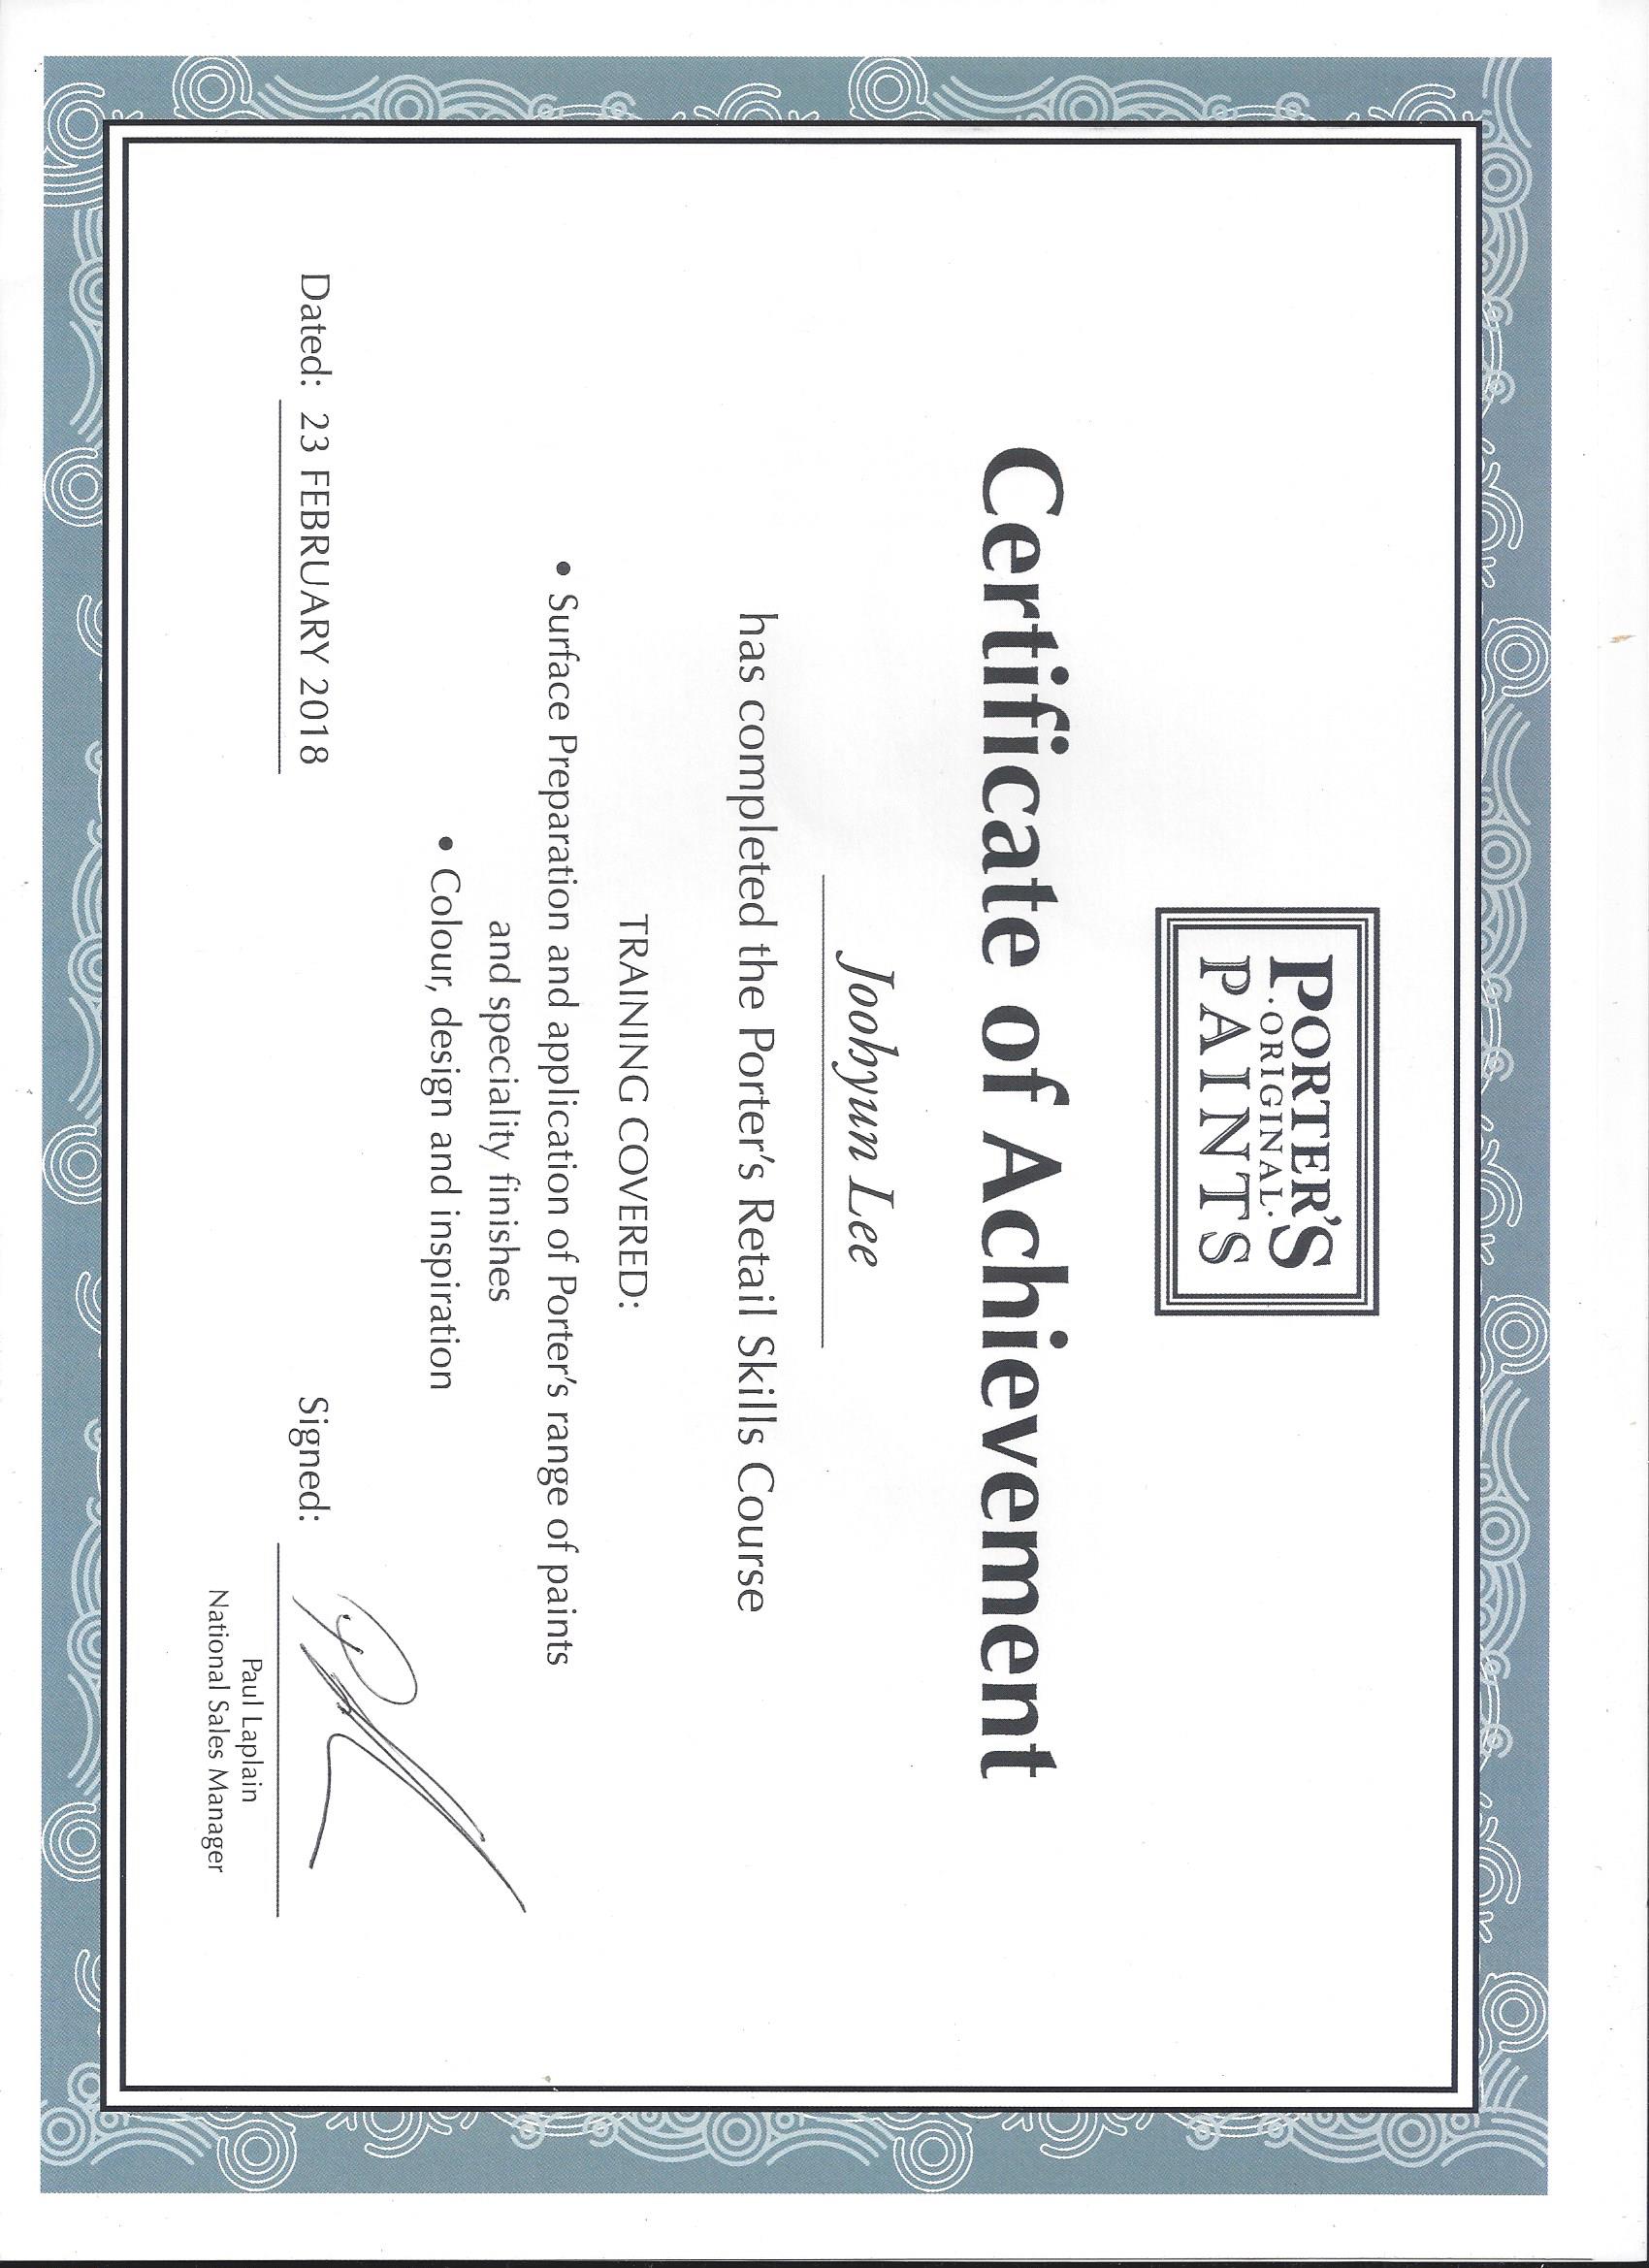 PORTER'S
·ORIGINAL·
PAINTS
Certificate of Achievement
Joohyun Lee
has completed the Porter's Retail Skills Course
TRAINING COVERED:
• Surface Preparation and application of Porter's range of paints
and speciality finishes
• Colour, design and inspiration
Dated: 23 FEBRUARY 2018
Signed:
Paul Laplain
National Sales Manager